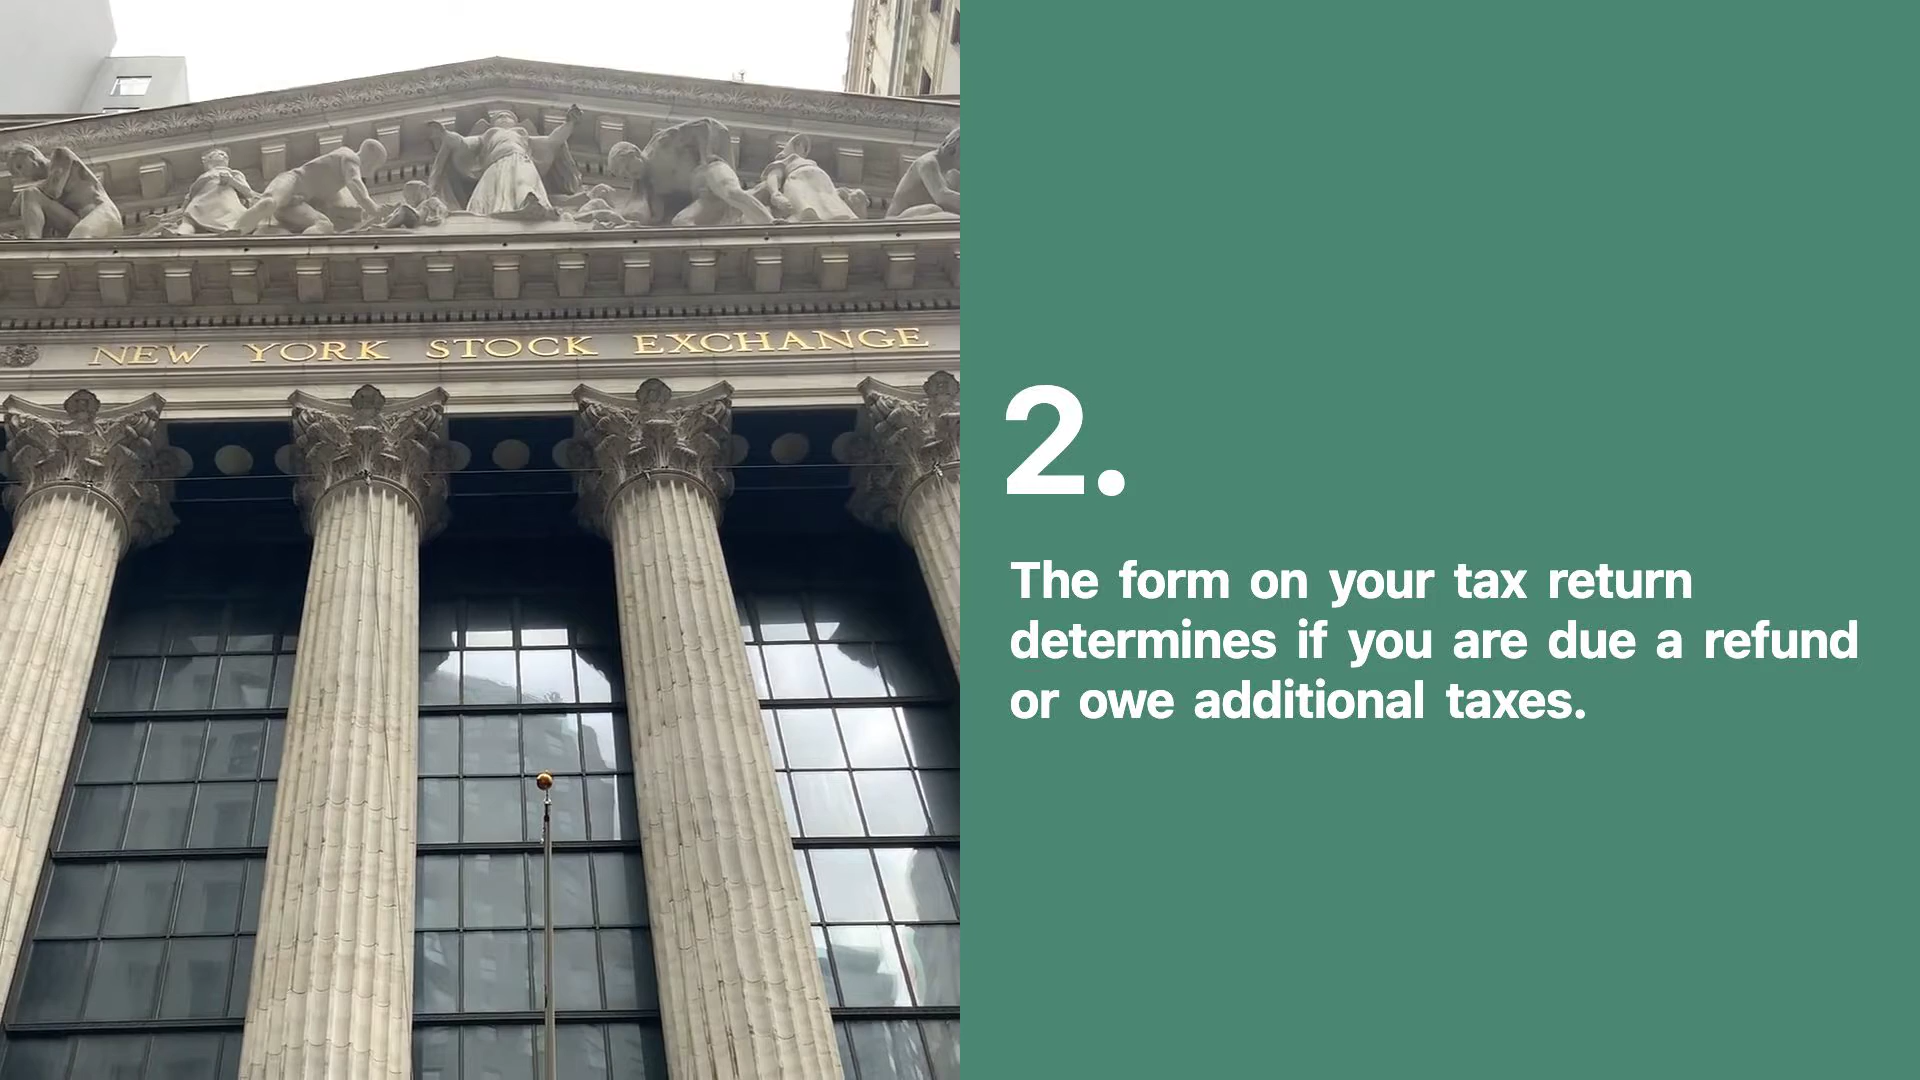 NEW YORK STOCK EXCHANGE
2.
The form on your tax return
determines if you are due a refund
or owe additional taxes.